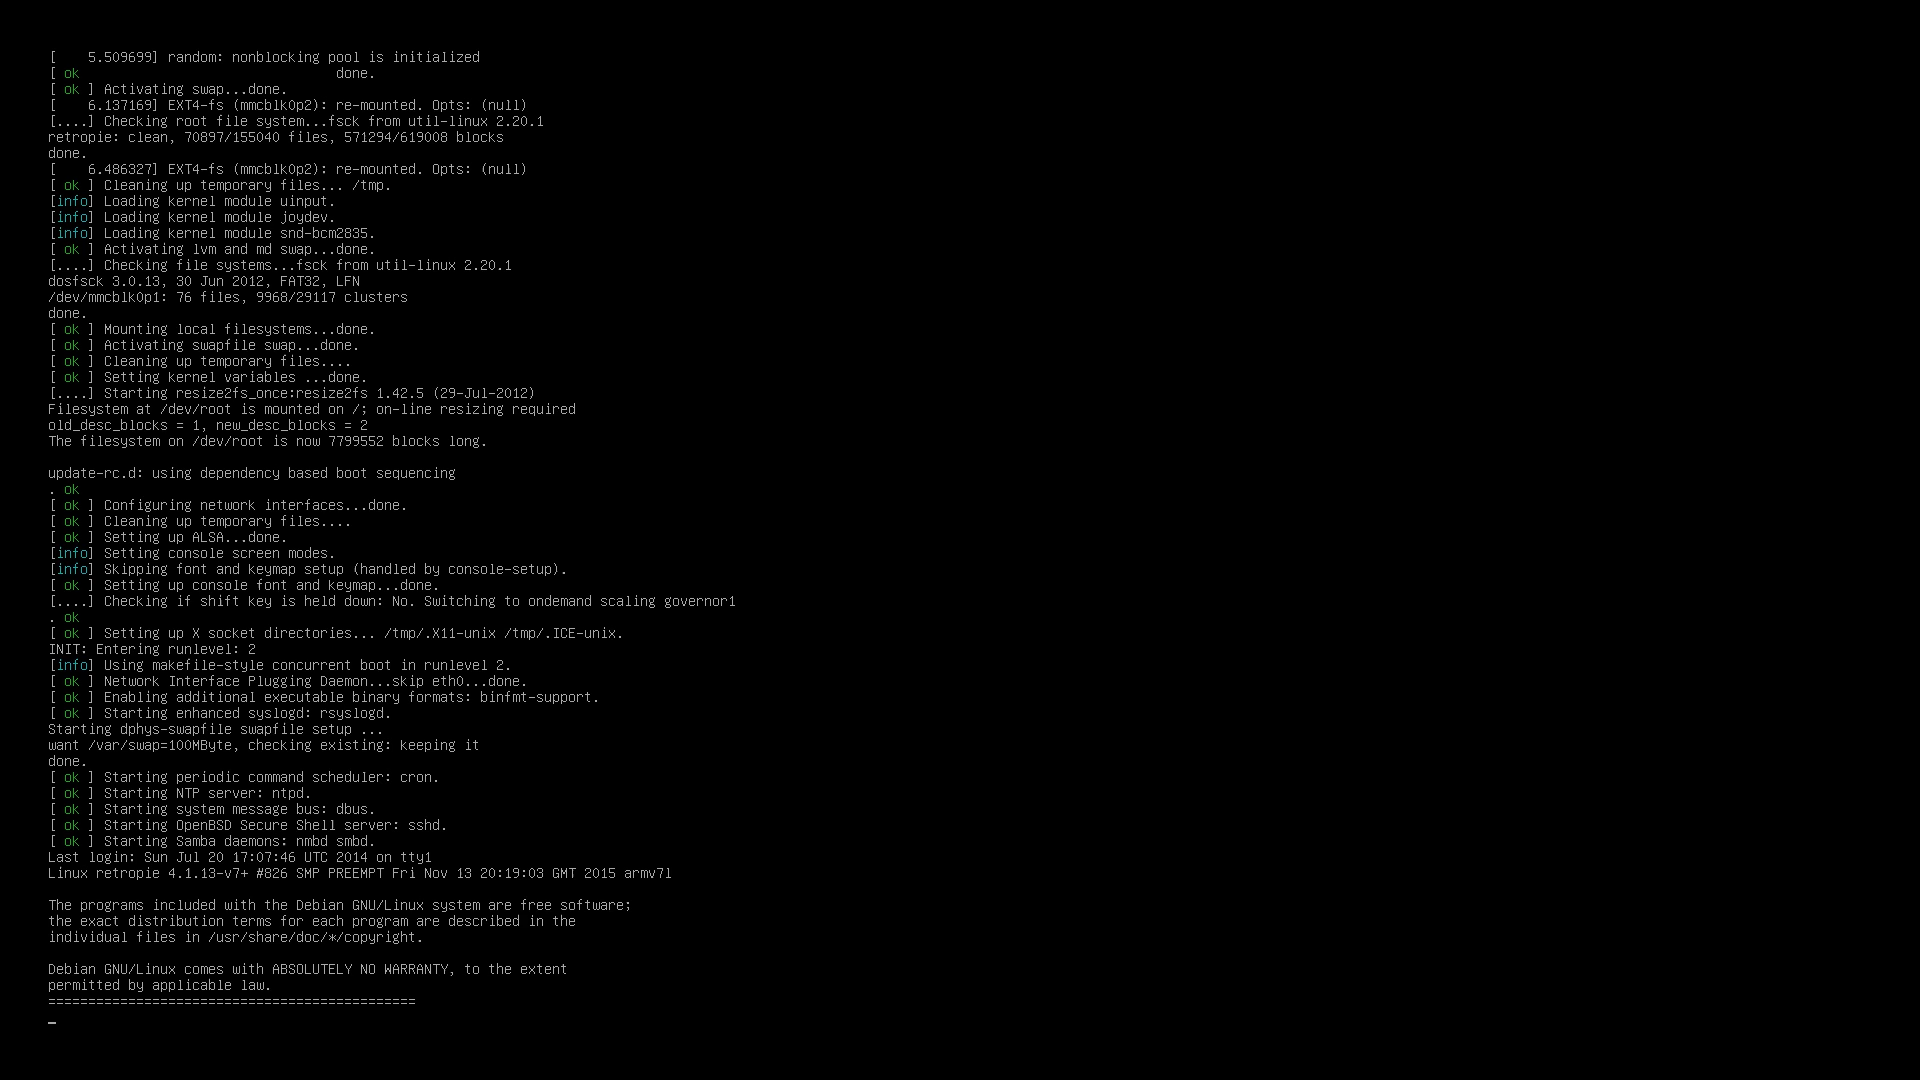 [    5.509699] random: nonblocking pool is initialized
[ ok                                done.
[ ok ] Activating swap...done.
[    6.137169] EXT4-fs (mmcblk0p2): re-mounted. Opts: (null)
[....] Checking root file system...fsck from util-linux 2.20.1
retropie: clean, 70897/155040 files, 571294/619008 blocks
done.
[    6.486327] EXT4-fs (mmcblk0p2): re-mounted. Opts: (null)
[ ok ] Cleaning up temporary files... /tmp.
[info] Loading kernel module uinput.
[info] Loading kernel module joydev.
[info] Loading kernel module snd-bcm2835.
[ ok ] Activating lvm and md swap...done.
[....] Checking file systems...fsck from util-linux 2.20.1
dosfsck 3.0.13, 30 Jun 2012, FAT32, LFN
/dev/mmcblk0p1: 76 files, 9968/29117 clusters
done.
[ ok ] Mounting local filesystems...done.
[ ok ] Activating swapfile swap...done.
[ ok ] Cleaning up temporary files....
[ ok ] Setting kernel variables ...done.
[....] Starting resize2fs_once:resize2fs 1.42.5 (29-Jul-2012)
Filesystem at /dev/root is mounted on /; on-line resizing required
old_desc_blocks = 1, new_desc_blocks = 2
The filesystem on /dev/root is now 7799552 blocks long.

update-rc.d: using dependency based boot sequencing
. ok
[ ok ] Configuring network interfaces...done.
[ ok ] Cleaning up temporary files....
[ ok ] Setting up ALSA...done.
[info] Setting console screen modes.
[info] Skipping font and keymap setup (handled by console-setup).
[ ok ] Setting up console font and keymap...done.
[....] Checking if shift key is held down: No. Switching to ondemand scaling governor1
. ok
[ ok ] Setting up X socket directories... /tmp/.X11-unix /tmp/.ICE-unix.
INIT: Entering runlevel: 2
[info] Using makefile-style concurrent boot in runlevel 2.
[ ok ] Network Interface Plugging Daemon...skip eth0...done.
[ ok ] Enabling additional executable binary formats: binfmt-support.
[ ok ] Starting enhanced syslogd: rsyslogd.
Starting dphys-swapfile swapfile setup ...
want /var/swap=100MByte, checking existing: keeping it
done.
[ ok ] Starting periodic command scheduler: cron.
[ ok ] Starting NTP server: ntpd.
[ ok ] Starting system message bus: dbus.
[ ok ] Starting OpenBSD Secure Shell server: sshd.
[ ok ] Starting Samba daemons: nmbd smbd.
Last login: Sun Jul 20 17:07:46 UTC 2014 on tty1
Linux retropie 4.1.13-v7+ #826 SMP PREEMPT Fri Nov 13 20:19:03 GMT 2015 armv7l

The programs included with the Debian GNU/Linux system are free software;
the exact distribution terms for each program are described in the
individual files in /usr/share/doc/*/copyright.

Debian GNU/Linux comes with ABSOLUTELY NO WARRANTY, to the extent
permitted by applicable law.
==============================================
_